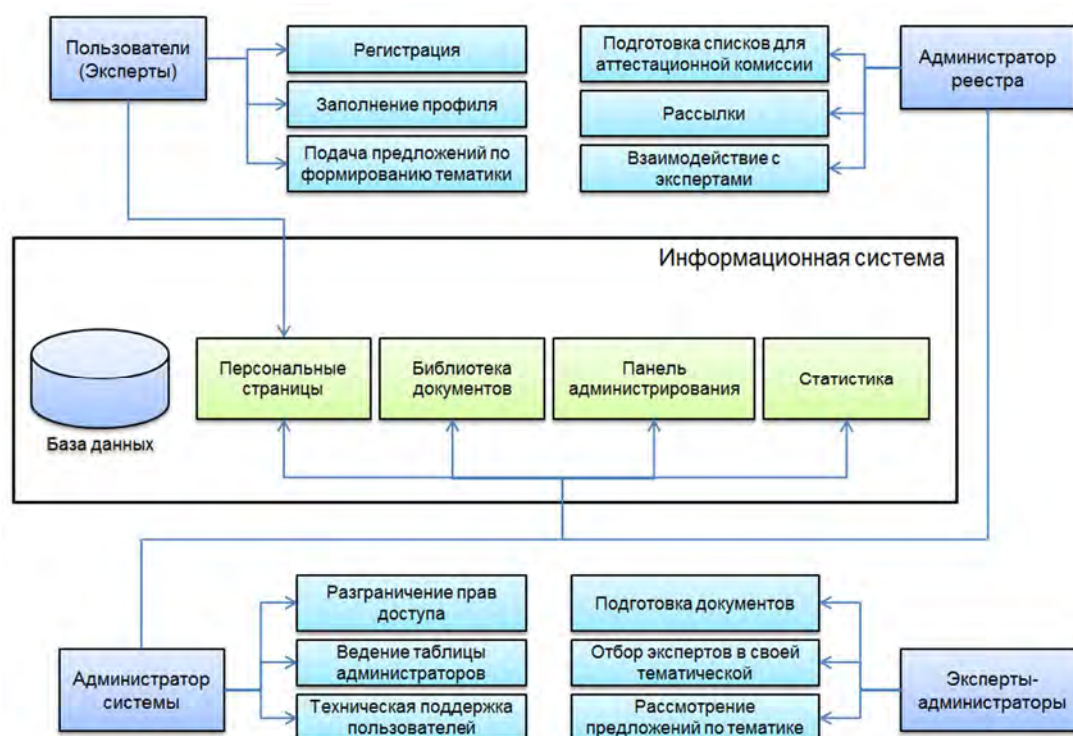 Пользователи
(Эксперты)
Регистрация
Заполнение профиля
Подача предложений по
формированию тематики
Подготовка списков для
аттестационной комиссии
Рассылки
Взаимодействие с
экспертами
Администратор
реестра
Информационная система
База данных
Персональные
страницы
Библиотека
документов
Панель
администрирования
Статистика
Администратор
системы
Разграничение прав
доступа
Ведение таблицы
администраторов
Техническая поддержка
пользователей
Подготовка документов
Отбор экспертов в своей
тематической
Рассмотрение
предложений по тематике
Эксперты-
администраторы